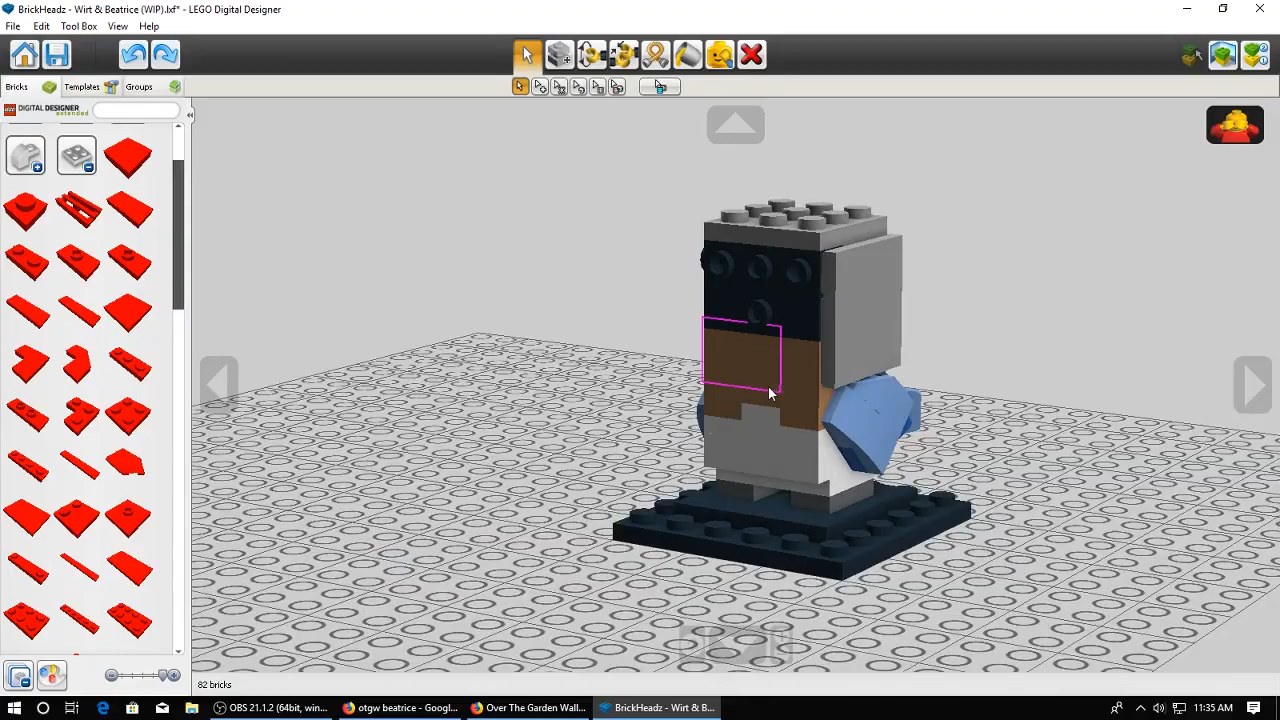 BrickHeadz - Wirt & Beatrice (WIP).lxf* - LEGO Digital Designer
File Edit Tool Box View Help
Bricks Templates Groups
LEGO DIGITAL DESIGNER
extended
82 bricks
OBS 21.1.2 (64bit, win... otgw beatrice - Googl... Over The Garden Wall... BrickHeadz - Wirt & B... 11:35 AM